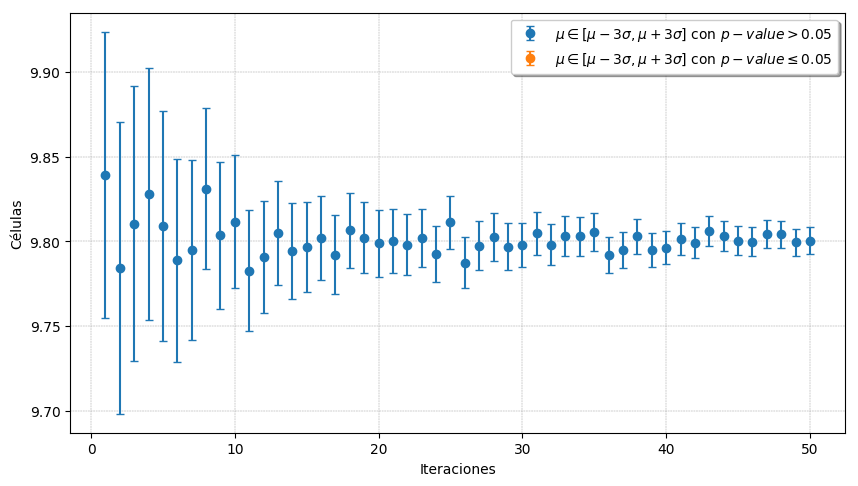 μ ∈ [μ − 3σ, μ + 3σ] con p − value > 0.05
μ ∈ [μ − 3σ, μ + 3σ] con p − value ≤ 0.05
9.90
9.85
9.80
9.75
9.70
Células
0 10 20 30 40 50
Iteraciones